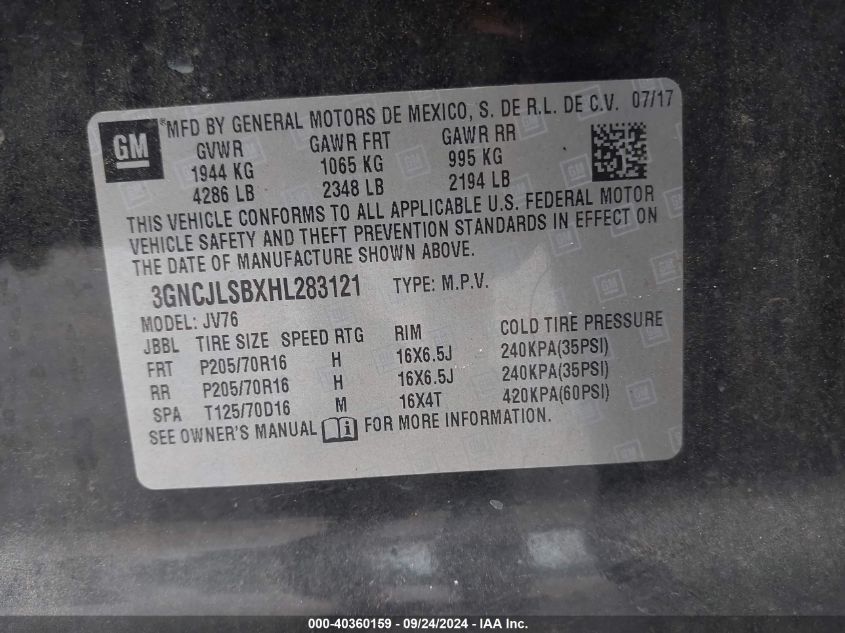 GM
*MFD BY GENERAL MOTORS DE MEXICO, S. DE R.L. DE C.V. 07/17
GVWR GAWR FRT GAWR RR
1944 KG 1065 KG 995 KG
4286 LB 2348 LB 2194 LB
THIS VEHICLE CONFORMS TO ALL APPLICABLE U.S. FEDERAL MOTOR
VEHICLE SAFETY AND THEFT PREVENTION STANDARDS IN EFFECT ON
THE DATE OF MANUFACTURE SHOWN ABOVE.
3GNCJLSBXHL283121 TYPE: M.P.V.
MODEL: JV76
JBBL TIRE SIZE SPEED RTG RIM COLD TIRE PRESSURE
FRT P205/70R16 H 16X6.5J 240KPA(35PSI)
RR P205/70R16 H 16X6.5J 240KPA(35PSI)
SPA T125/70D16 M 16X4T 420KPA(60PSI)
SEE OWNER'S MANUAL i FOR MORE INFORMATION.
000-40360159 - 09/24/2024 - IAA Inc.